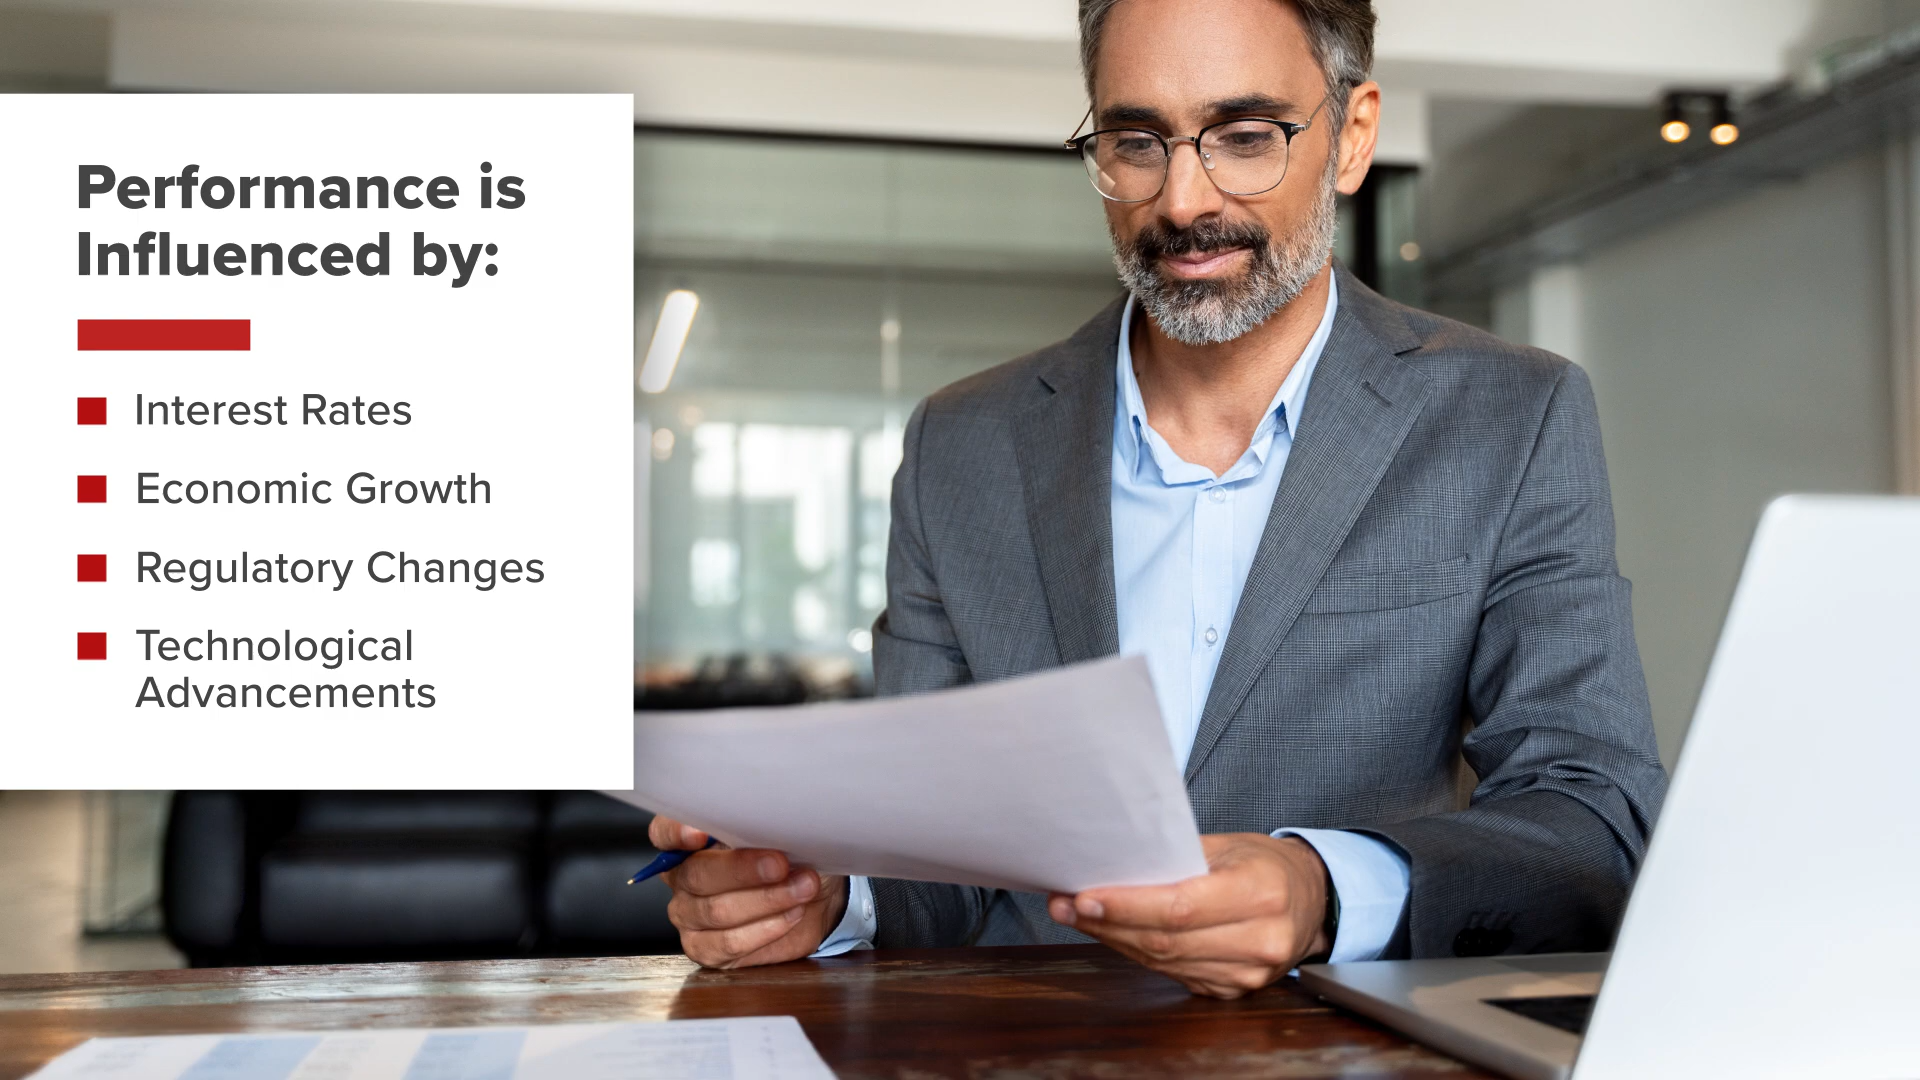 Performance is
Influenced by:
Interest Rates
Economic Growth
Regulatory Changes
Technological
Advancements